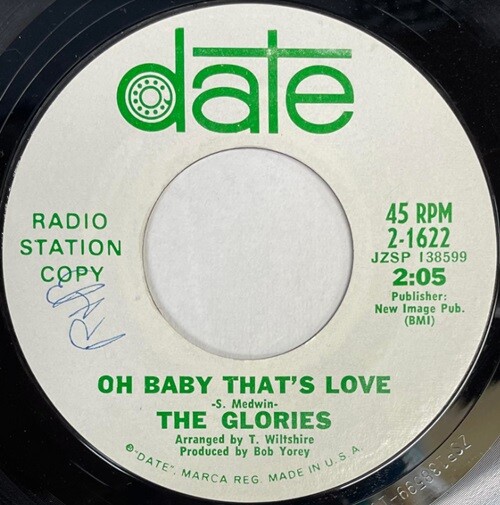 date
RADIO
STATION
COPY
45 RPM
2-1622
JZSP 138599
2:05
Publisher:
New Image Pub.
(BMI)
OH BABY THAT'S LOVE
-S. Medwin-
THE GLORIES
Arranged by T. Wiltshire
Produced by Bob Yorey
℗"DATE", MARCA REG. MADE IN U.S.A.